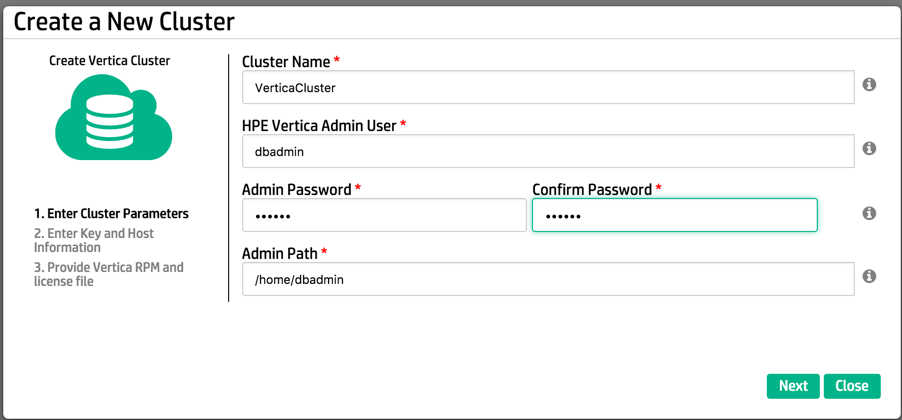 Create a New Cluster
Create Vertica Cluster
1. Enter Cluster Parameters
2. Enter Key and Host
Information
3. Provide Vertica RPM and
license file
Cluster Name *
VerticaCluster
HPE Vertica Admin User *
dbadmin
Admin Password * Confirm Password *
•••••• ••••••
Admin Path *
/home/dbadmin
Next Close